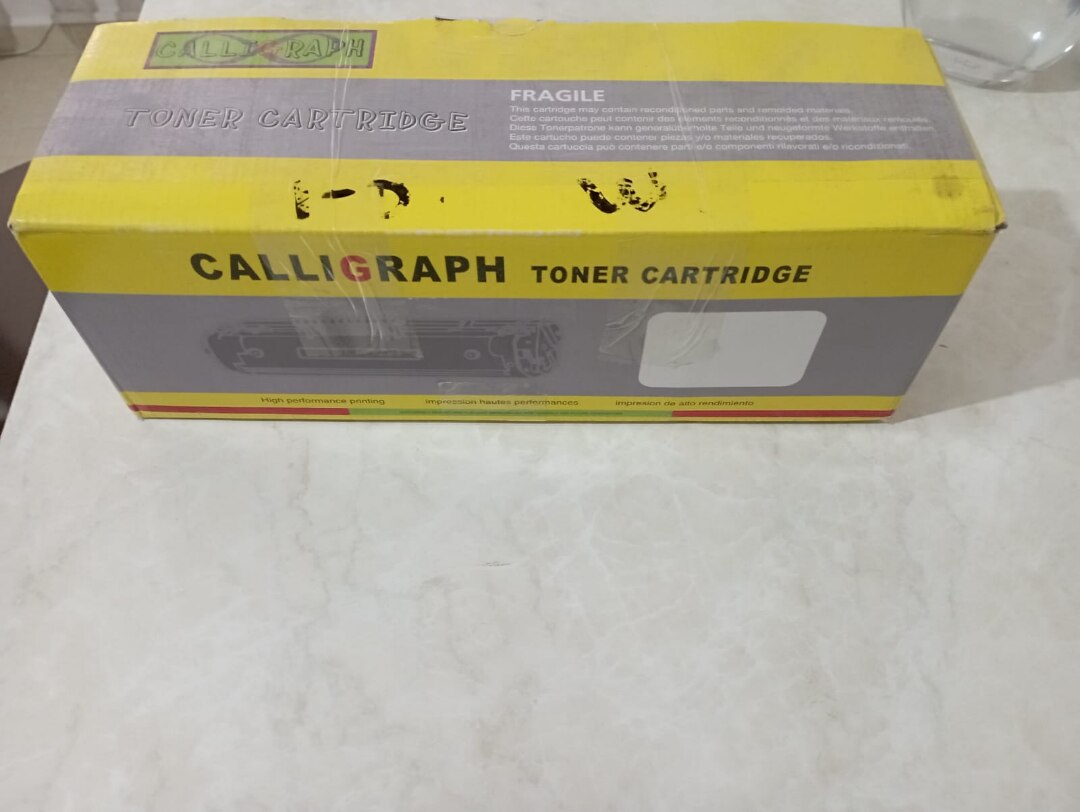 CALLIGRAPH
TONER CARTRIDGE
FRAGILE
This cartridge may contain reconditioned parts and remolded materials.
Cette cartouche peut contenir des éléments reconditionnés et des matériaux remoulés.
Diese Tonerpatrone kann generalüberholte Teile und neugeformte Werkstoffe enthalten.
Este cartucho puede contener piezas y/o materiales recuperados.
Questa cartuccia può contenere parti e/o componenti rilavorati e/o ricondizionati.
CALLIGRAPH TONER CARTRIDGE
High performance printing impression hautes performances impresion de alto rendimiento